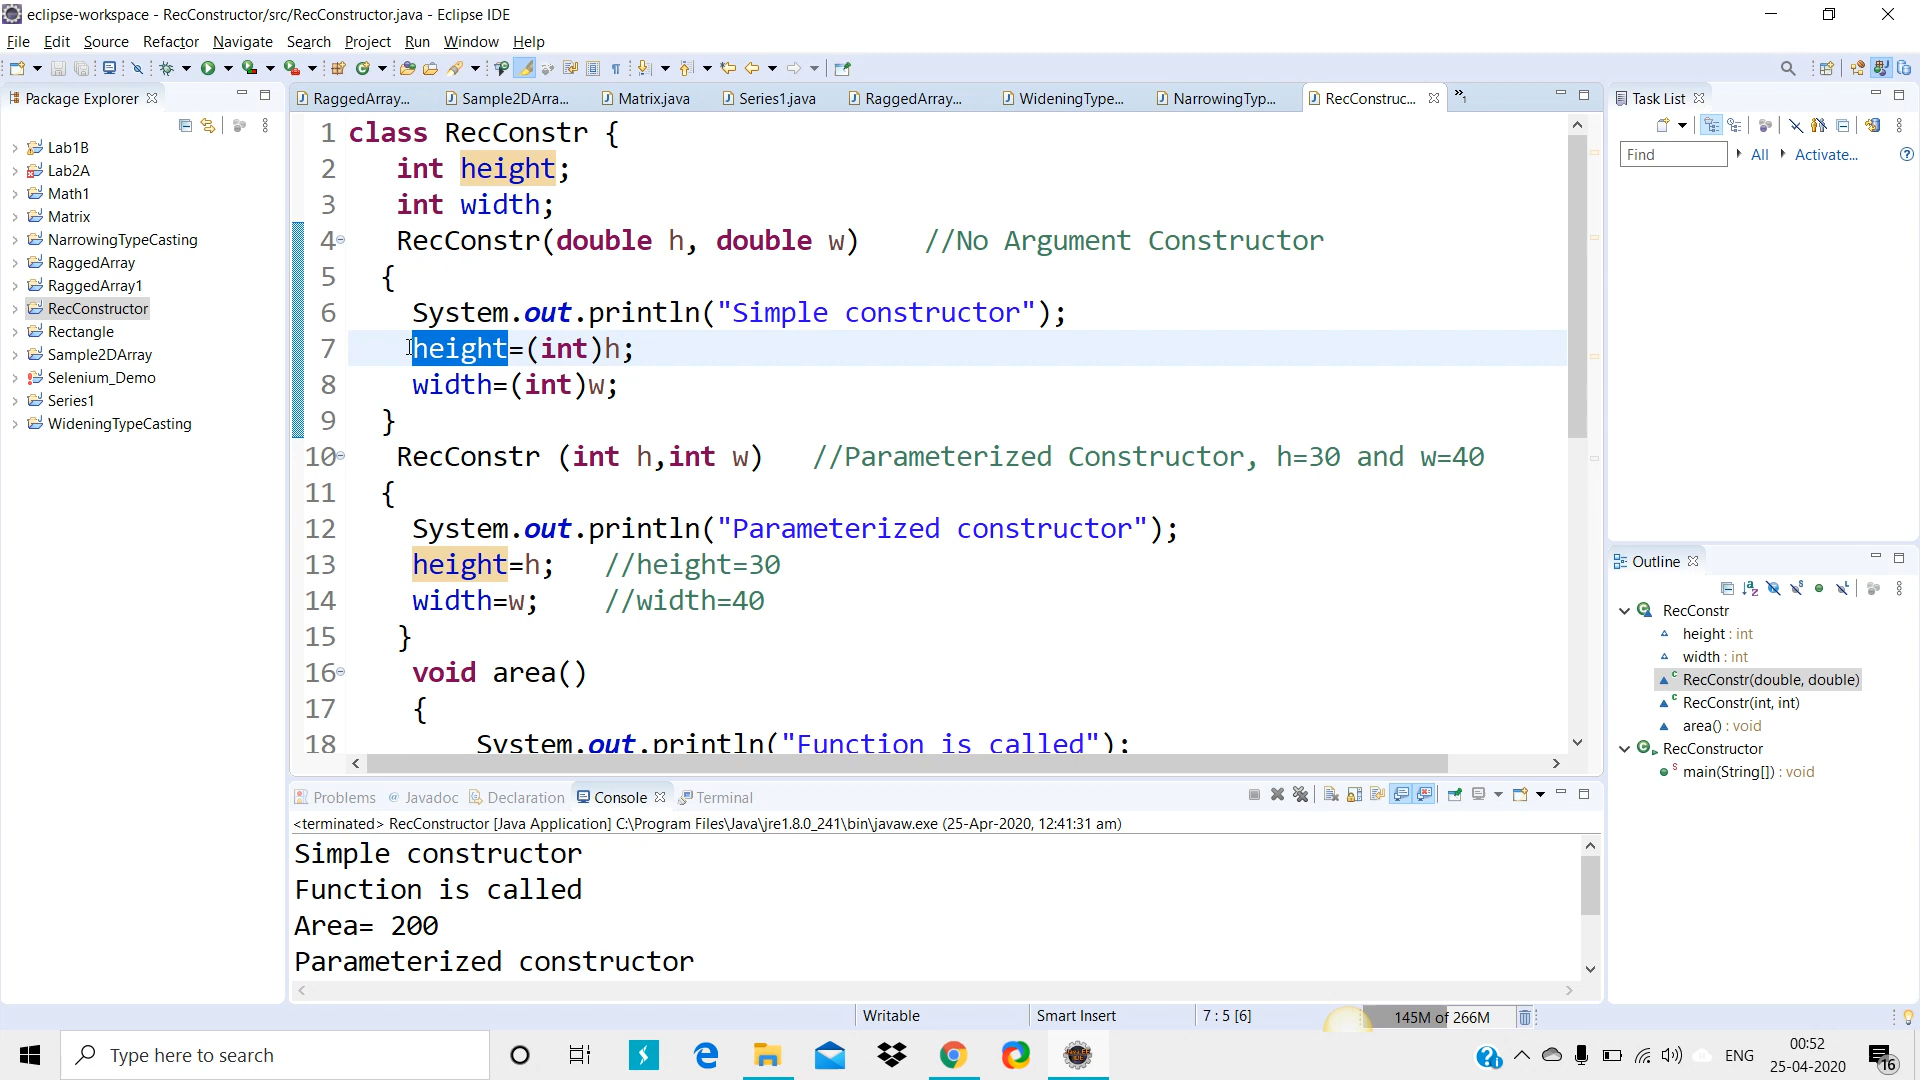 eclipse-workspace - RecConstructor/src/RecConstructor.java - Eclipse IDE
File Edit Source Refactor Navigate Search Project Run Window Help
Package Explorer
RaggedArray... Sample2DArra... Matrix.java Series1.java RaggedArray... WideningType... NarrowingTyp... RecConstruc... »1
Task List
Find All Activate...
Lab1B
Lab2A
Math1
Matrix
NarrowingTypeCasting
RaggedArray
RaggedArray1
RecConstructor
Rectangle
Sample2DArray
Selenium_Demo
Series1
WideningTypeCasting
1 class RecConstr {
2 int height;
3 int width;
4 RecConstr(double h, double w) //No Argument Constructor
5 {
6 System.out.println("Simple constructor");
7 height=(int)h;
8 width=(int)w;
9 }
10 RecConstr (int h,int w) //Parameterized Constructor, h=30 and w=40
11 {
12 System.out.println("Parameterized constructor");
13 height=h; //height=30
14 width=w; //width=40
15 }
16 void area()
17 {
18 System.out.println("Function is called");
Outline
RecConstr
height : int
width : int
RecConstr(double, double)
RecConstr(int, int)
area() : void
RecConstructor
main(String[]) : void
Problems @ Javadoc Declaration Console Terminal
<terminated> RecConstructor [Java Application] C:\Program Files\Java\jre1.8.0_241\bin\javaw.exe (25-Apr-2020, 12:41:31 am)
Simple constructor
Function is called
Area= 200
Parameterized constructor
Writable Smart Insert 7 : 5 [6] 145M of 266M
Type here to search
ENG
00:52
25-04-2020
16